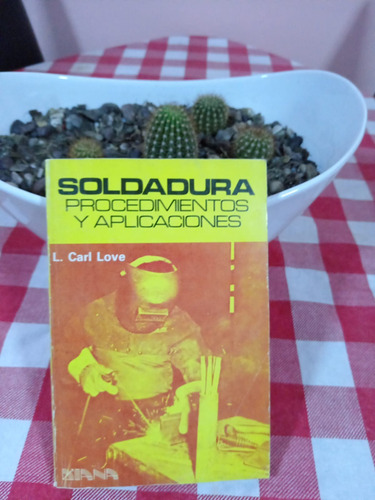 SOLDADURA
PROCEDIMIENTOS
Y APLICACIONES
L. Carl Love
DIANA